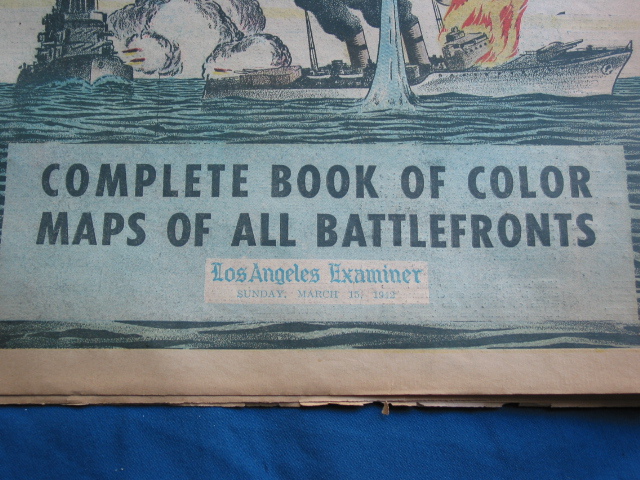 COMPLETE BOOK OF COLOR
MAPS OF ALL BATTLEFRONTS
Los Angeles Examiner
SUNDAY, MARCH 15, 1942